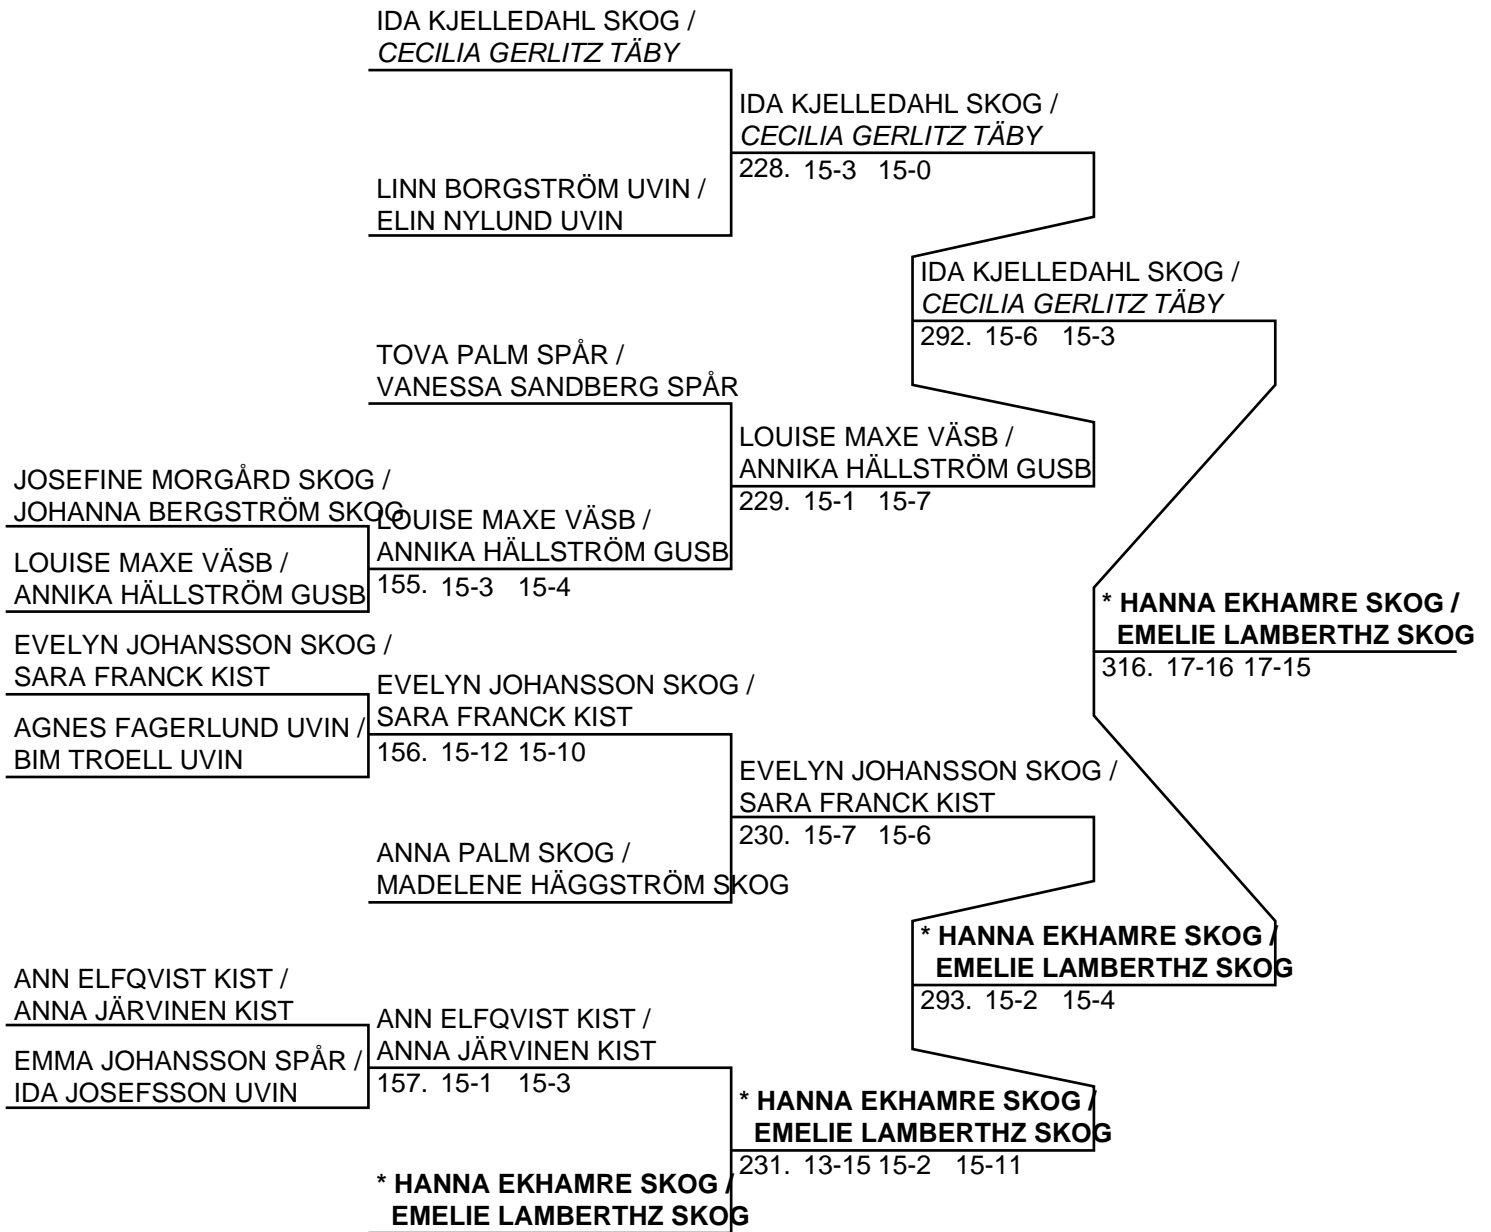 IDA KJELLEDAHL SKOG /
CECILIA GERLITZ TÄBY
IDA KJELLEDAHL SKOG /
CECILIA GERLITZ TÄBY
228. 15-3 15-0
LINN BORGSTRÖM UVIN /
ELIN NYLUND UVIN
IDA KJELLEDAHL SKOG /
CECILIA GERLITZ TÄBY
292. 15-6 15-3
TOVA PALM SPÅR /
VANESSA SANDBERG SPÅR
LOUISE MAXE VÄSB /
ANNIKA HÄLLSTRÖM GUSB
229. 15-1 15-7
JOSEFINE MORGÅRD SKOG /
JOHANNA BERGSTRÖM SKOG
LOUISE MAXE VÄSB /
ANNIKA HÄLLSTRÖM GUSB
155. 15-3 15-4
LOUISE MAXE VÄSB /
ANNIKA HÄLLSTRÖM GUSB
* HANNA EKHAMRE SKOG /
EMELIE LAMBERTHZ SKOG
316. 17-16 17-15
EVELYN JOHANSSON SKOG /
SARA FRANCK KIST
EVELYN JOHANSSON SKOG /
SARA FRANCK KIST
156. 15-12 15-10
AGNES FAGERLUND UVIN /
BIM TROELL UVIN
EVELYN JOHANSSON SKOG /
SARA FRANCK KIST
230. 15-7 15-6
ANNA PALM SKOG /
MADELENE HÄGGSTRÖM SKOG
* HANNA EKHAMRE SKOG /
EMELIE LAMBERTHZ SKOG
293. 15-2 15-4
ANN ELFQVIST KIST /
ANNA JÄRVINEN KIST
ANN ELFQVIST KIST /
ANNA JÄRVINEN KIST
157. 15-1 15-3
EMMA JOHANSSON SPÅR /
IDA JOSEFSSON UVIN
* HANNA EKHAMRE SKOG /
EMELIE LAMBERTHZ SKOG
231. 13-15 15-2 15-11
* HANNA EKHAMRE SKOG /
EMELIE LAMBERTHZ SKOG